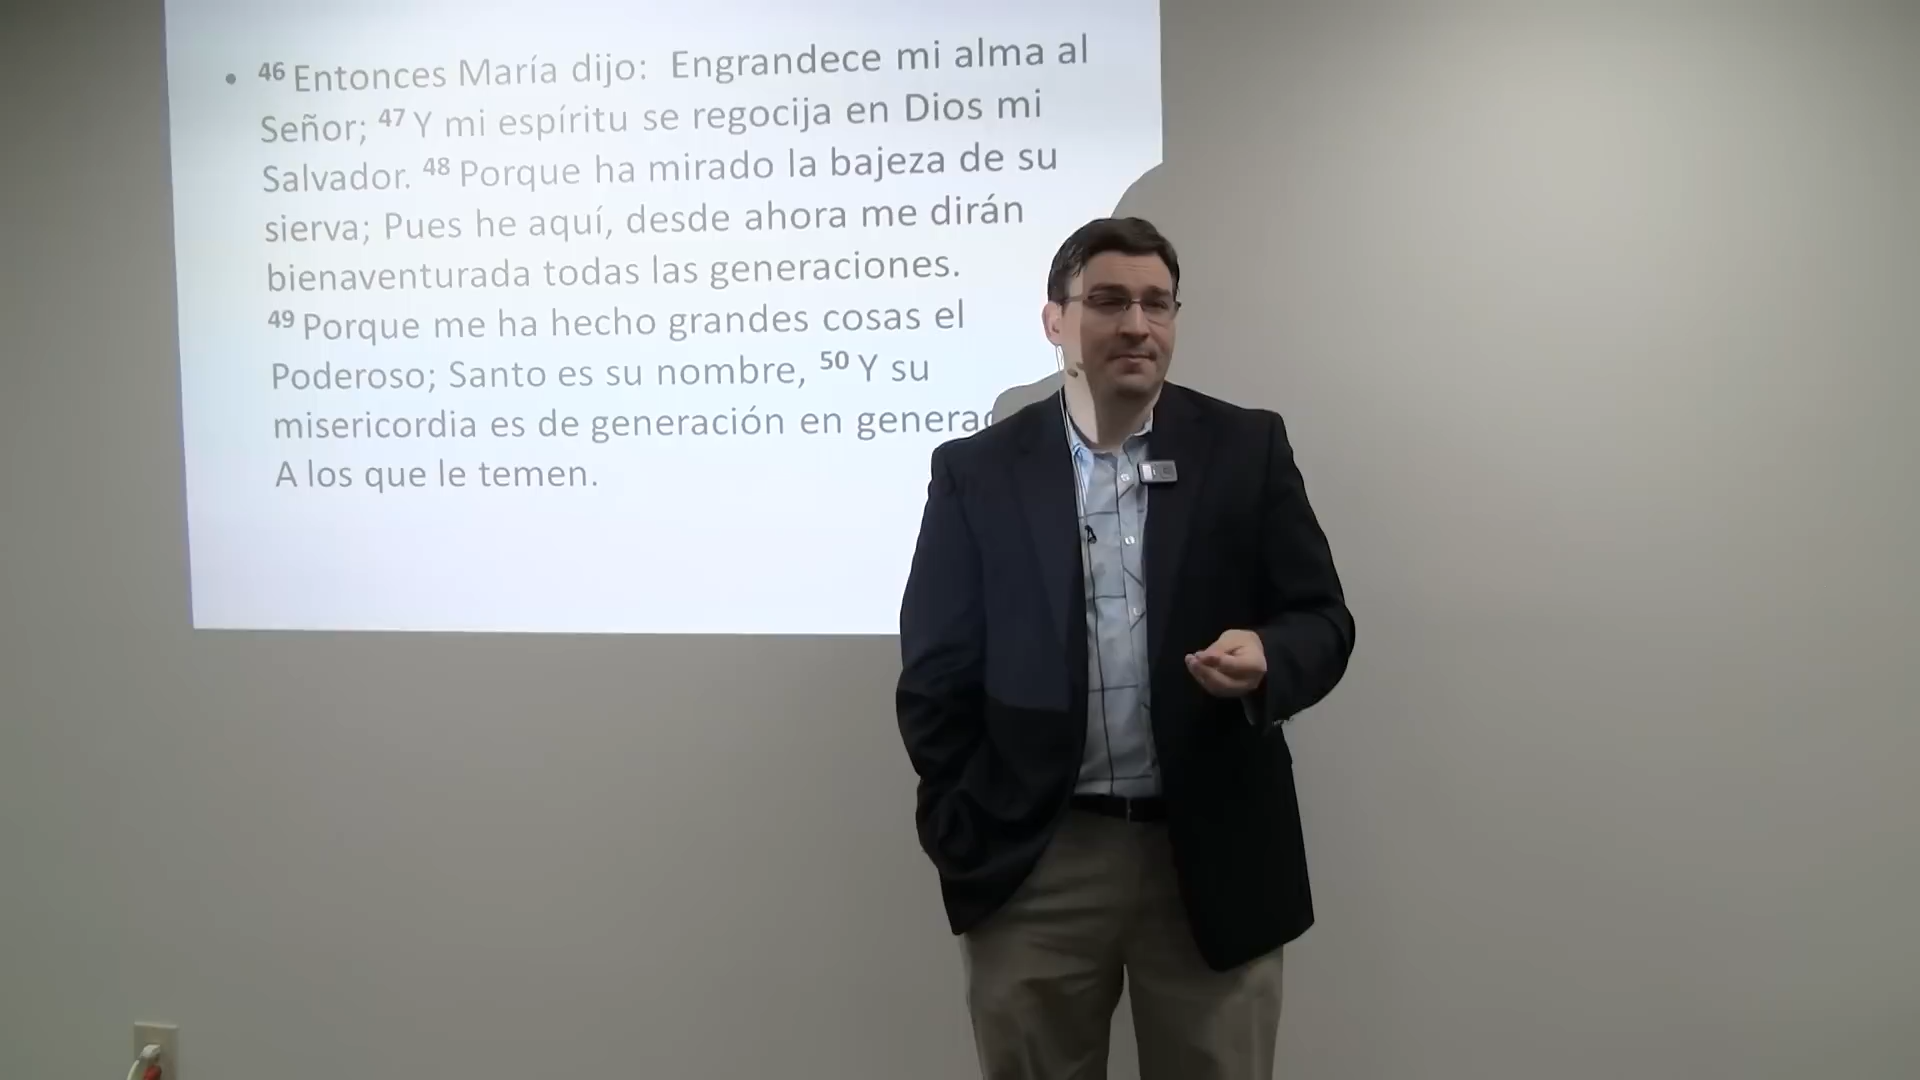 • ⁴⁶ Entonces María dijo: Engrandece mi alma al
Señor; ⁴⁷ Y mi espíritu se regocija en Dios mi
Salvador. ⁴⁸ Porque ha mirado la bajeza de su
sierva; Pues he aquí, desde ahora me dirán
bienaventurada todas las generaciones.
⁴⁹ Porque me ha hecho grandes cosas el
Poderoso; Santo es su nombre, ⁵⁰ Y su
misericordia es de generación en
A los que le temen.